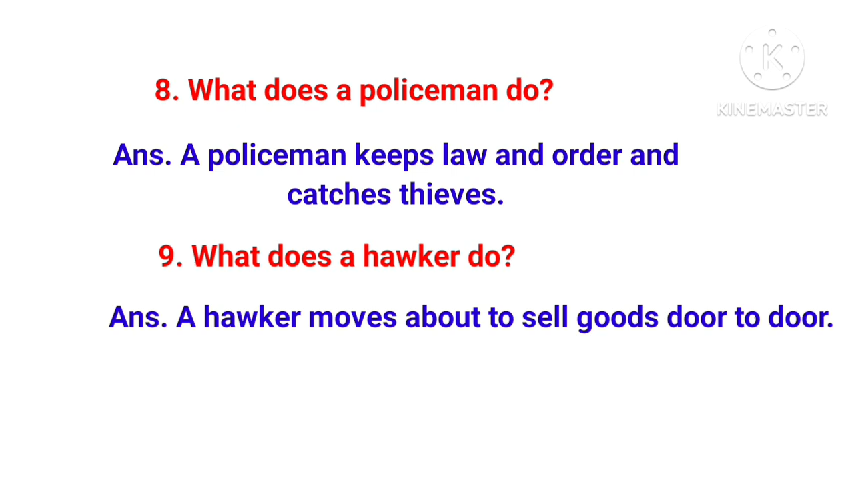 8. What does a policeman do?
KINEMASTER
Ans. A policeman keeps law and order and
catches thieves.
9. What does a hawker do?
Ans. A hawker moves about to sell goods door to door.